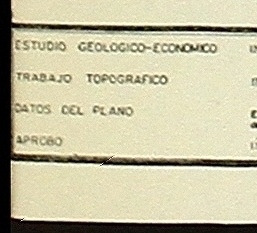 ESTUDIO GEOLOGICO-ECONOMICO
TRABAJO TOPOGRAFICO
DATOS DEL PLANO
APROBO